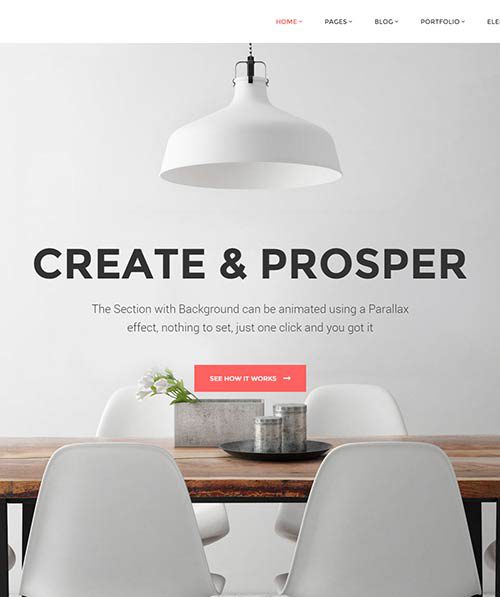 HOME PAGES BLOG PORTFOLIO
CREATE & PROSPER
The Section with Background can be animated using a Parallax
effect, nothing to set, just one click and you got it
SEE HOW IT WORKS →